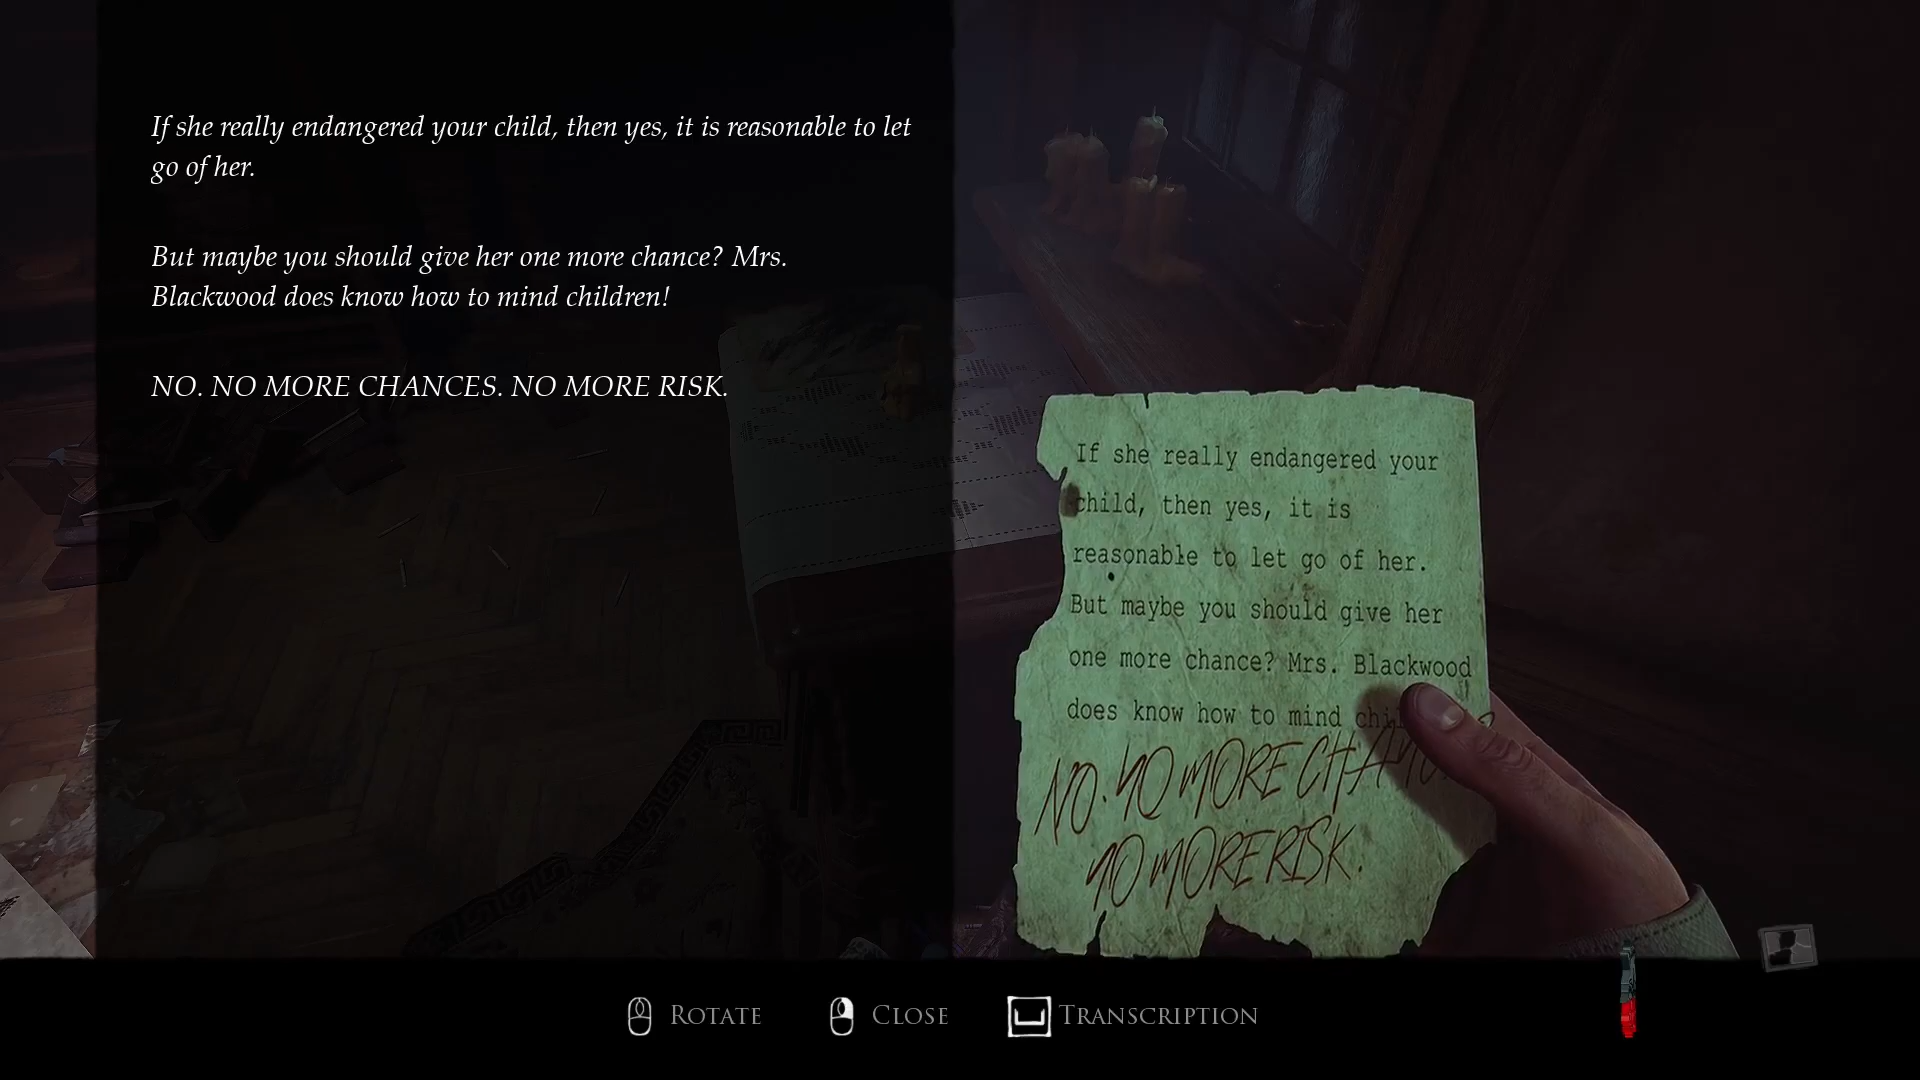 If she really endangered your child, then yes, it is reasonable to let
go of her.
But maybe you should give her one more chance? Mrs.
Blackwood does know how to mind children!
NO. NO MORE CHANCES. NO MORE RISK.
If she really endangered your
child, then yes, it is
reasonable to let go of her.
But maybe you should give her
one more chance? Mrs. Blackwood
does know how to mind
NO. NO MORE
NO MORE RISK.
Rotate
Close
Transcription